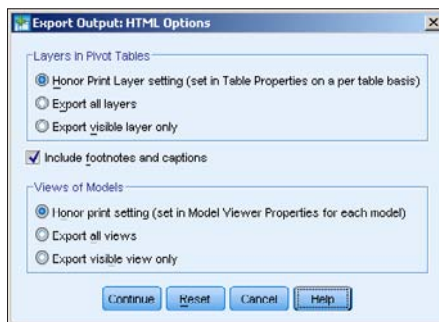 Export Output: HTML Options
Layers in Pivot Tables
Honor Print Layer setting (set in Table Properties on a per table basis)
Export all layers
Export visible layer only
Include footnotes and captions
Views of Models
Honor print setting (set in Model Viewer Properties for each model)
Export all views
Export visible view only
Continue Reset Cancel Help